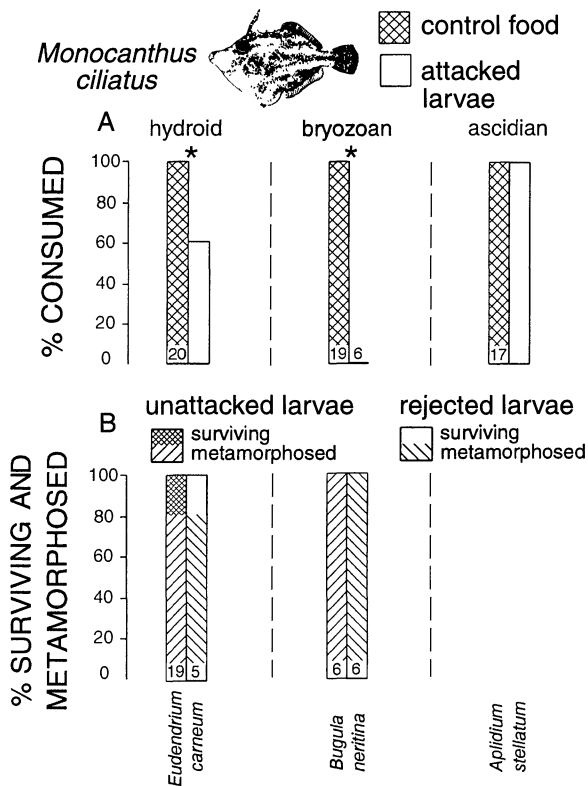 Monocanthus
ciliatus
control food
attacked
larvae
A
hydroid
bryozoan
ascidian
*
*
% CONSUMED
100
80
60
40
20
0
20
19 6
17
B
unattacked larvae
surviving
metamorphosed
rejected larvae
surviving
metamorphosed
% SURVIVING AND
METAMORPHOSED
100
80
60
40
20
0
19 5
6 6
Eudendrium
carneum
Bugula
neritina
Aplidium
stellatum